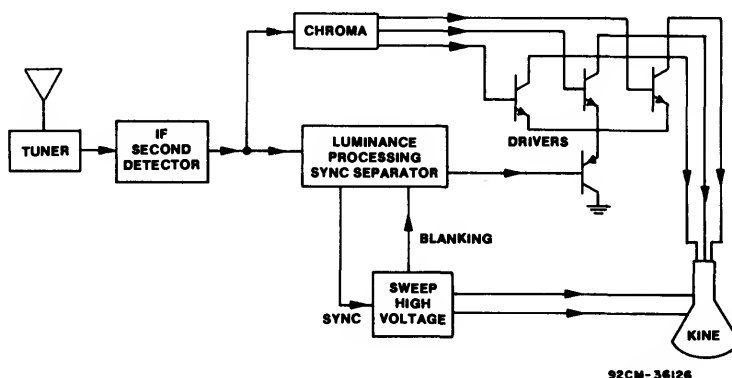 CHROMA
TUNER
IF
SECOND
DETECTOR
LUMINANCE
PROCESSING
SYNC SEPARATOR
DRIVERS
BLANKING
SYNC
SWEEP
HIGH
VOLTAGE
KINE
92CM-36126